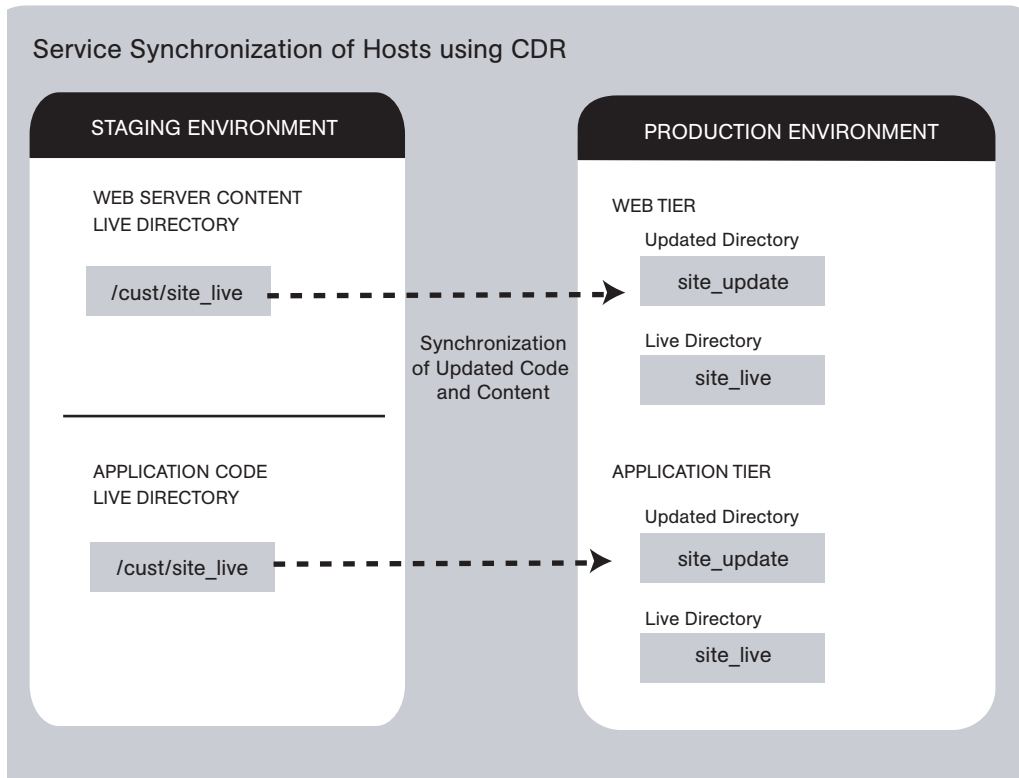 Service Synchronization of Hosts using CDR
STAGING ENVIRONMENT
WEB SERVER CONTENT
LIVE DIRECTORY
/cust/site_live
APPLICATION CODE
LIVE DIRECTORY
/cust/site_live
Synchronization
of Updated Code
and Content
PRODUCTION ENVIRONMENT
WEB TIER
Updated Directory
site_update
Live Directory
site_live
APPLICATION TIER
Updated Directory
site_update
Live Directory
site_live